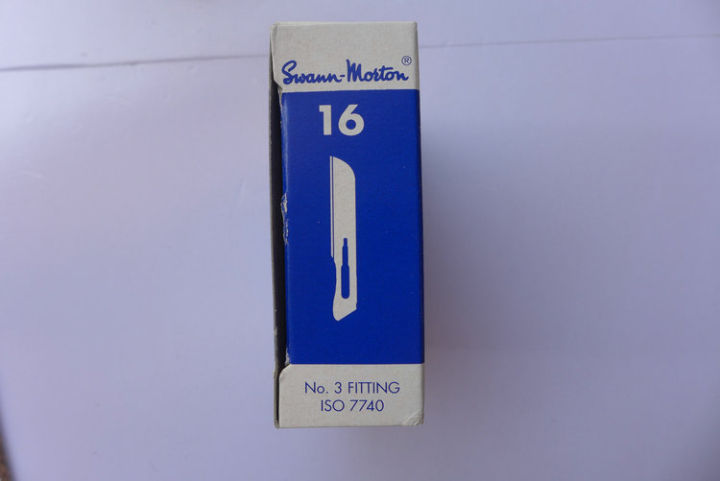 Swann-Morton®
16
No. 3 FITTING
ISO 7740